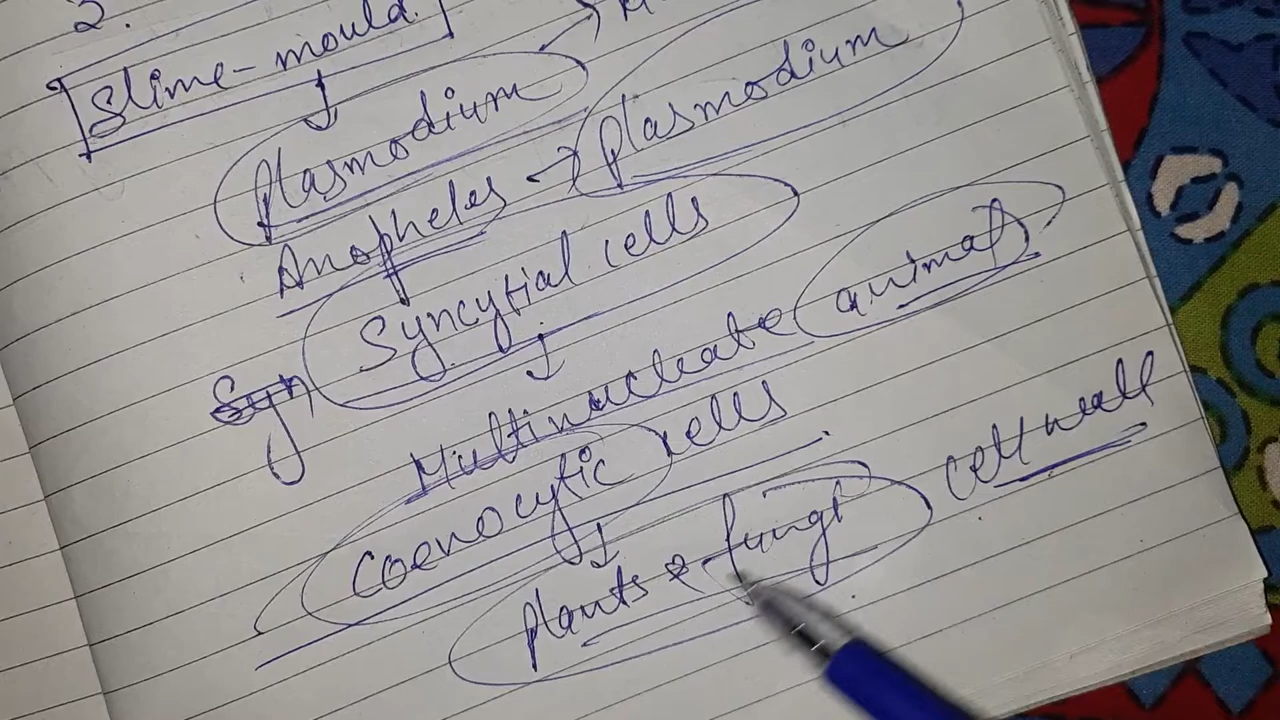 2.
Slime-mould
Plasmodium
Anopheles → plasmodium
Syn Syncytial cells
Multinucleate animal
Coenocytic cells
Plants & fungi cell wall